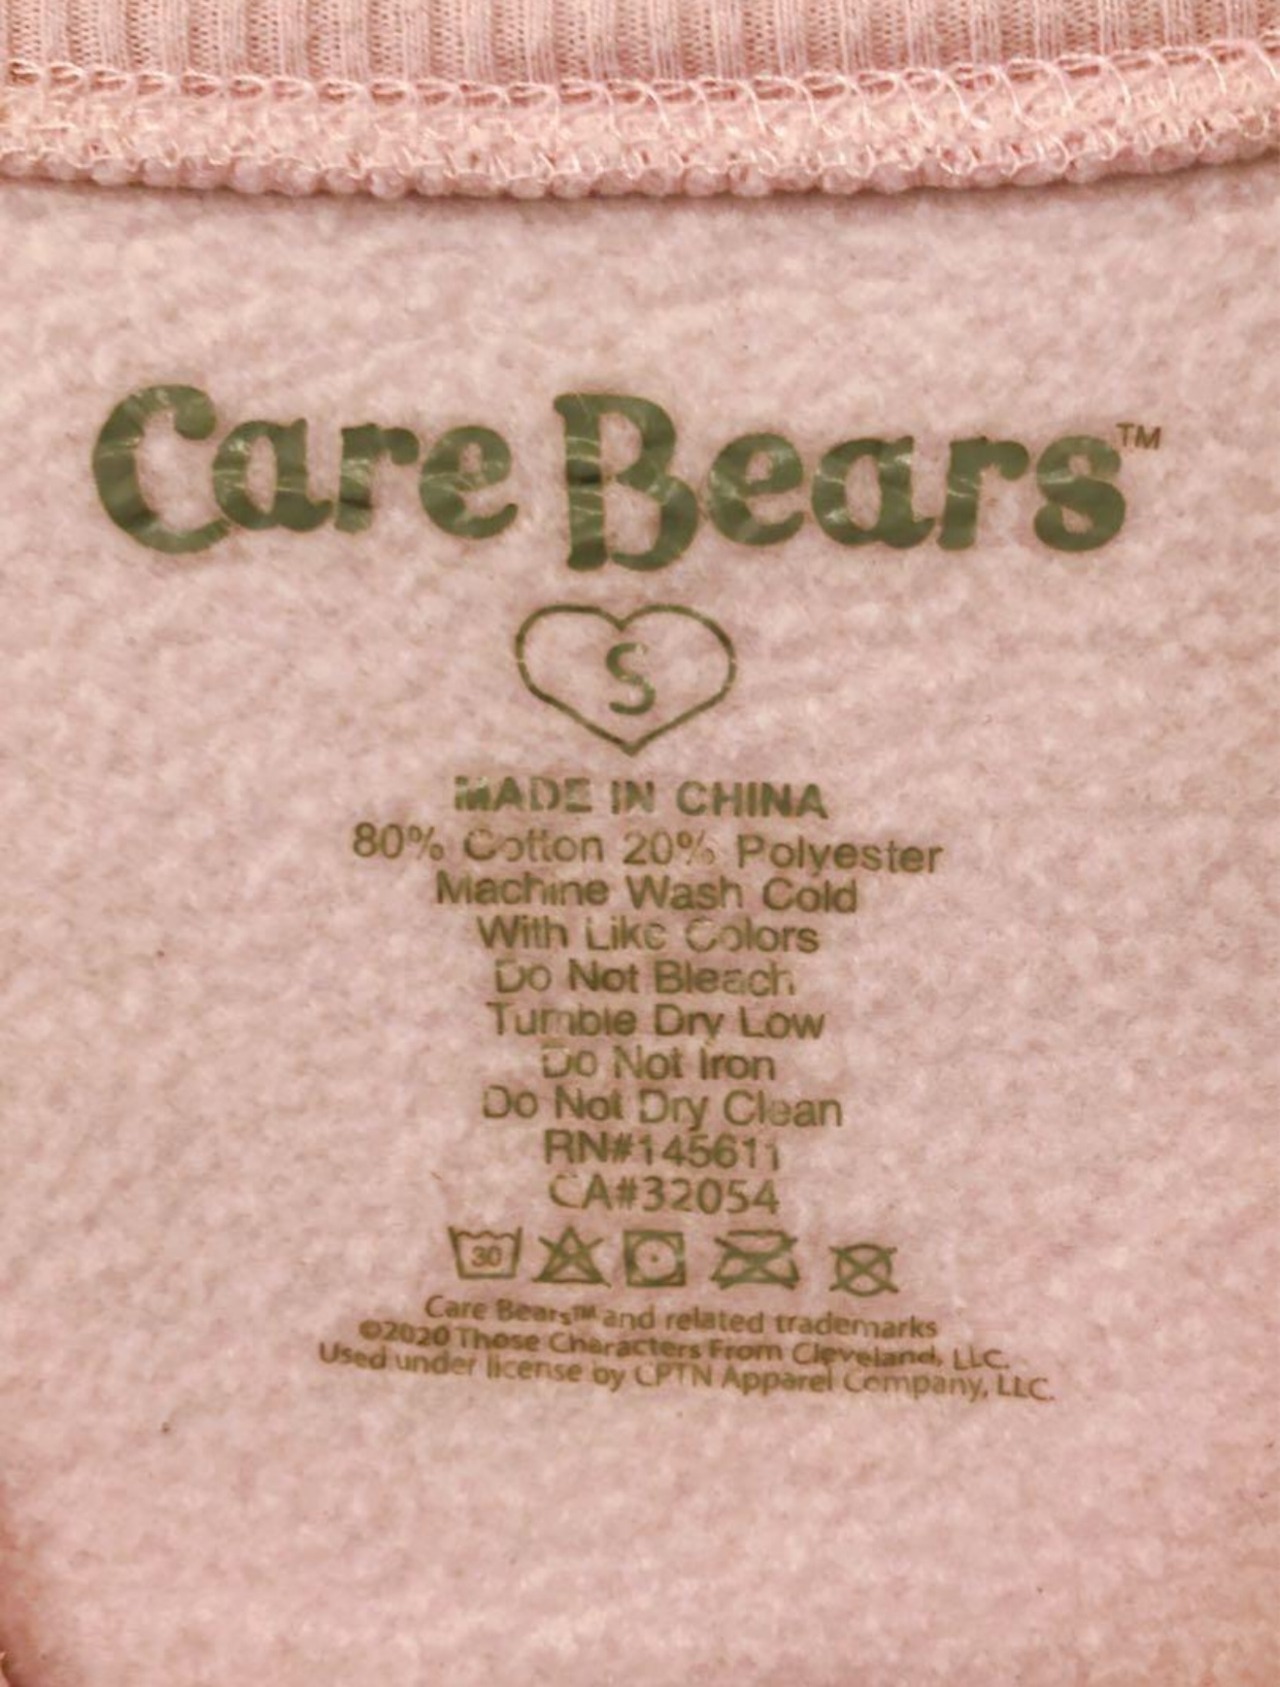 Care Bears™
S
MADE IN CHINA
80% Cotton 20% Polyester
Machine Wash Cold
With Like Colors
Do Not Bleach
Tumble Dry Low
Do Not Iron
Do Not Dry Clean
RN#145611
CA#32054
30
Care Bears™ and related trademarks
©2020 Those Characters From Cleveland, LLC.
Used under license by CPTN Apparel Company, LLC.